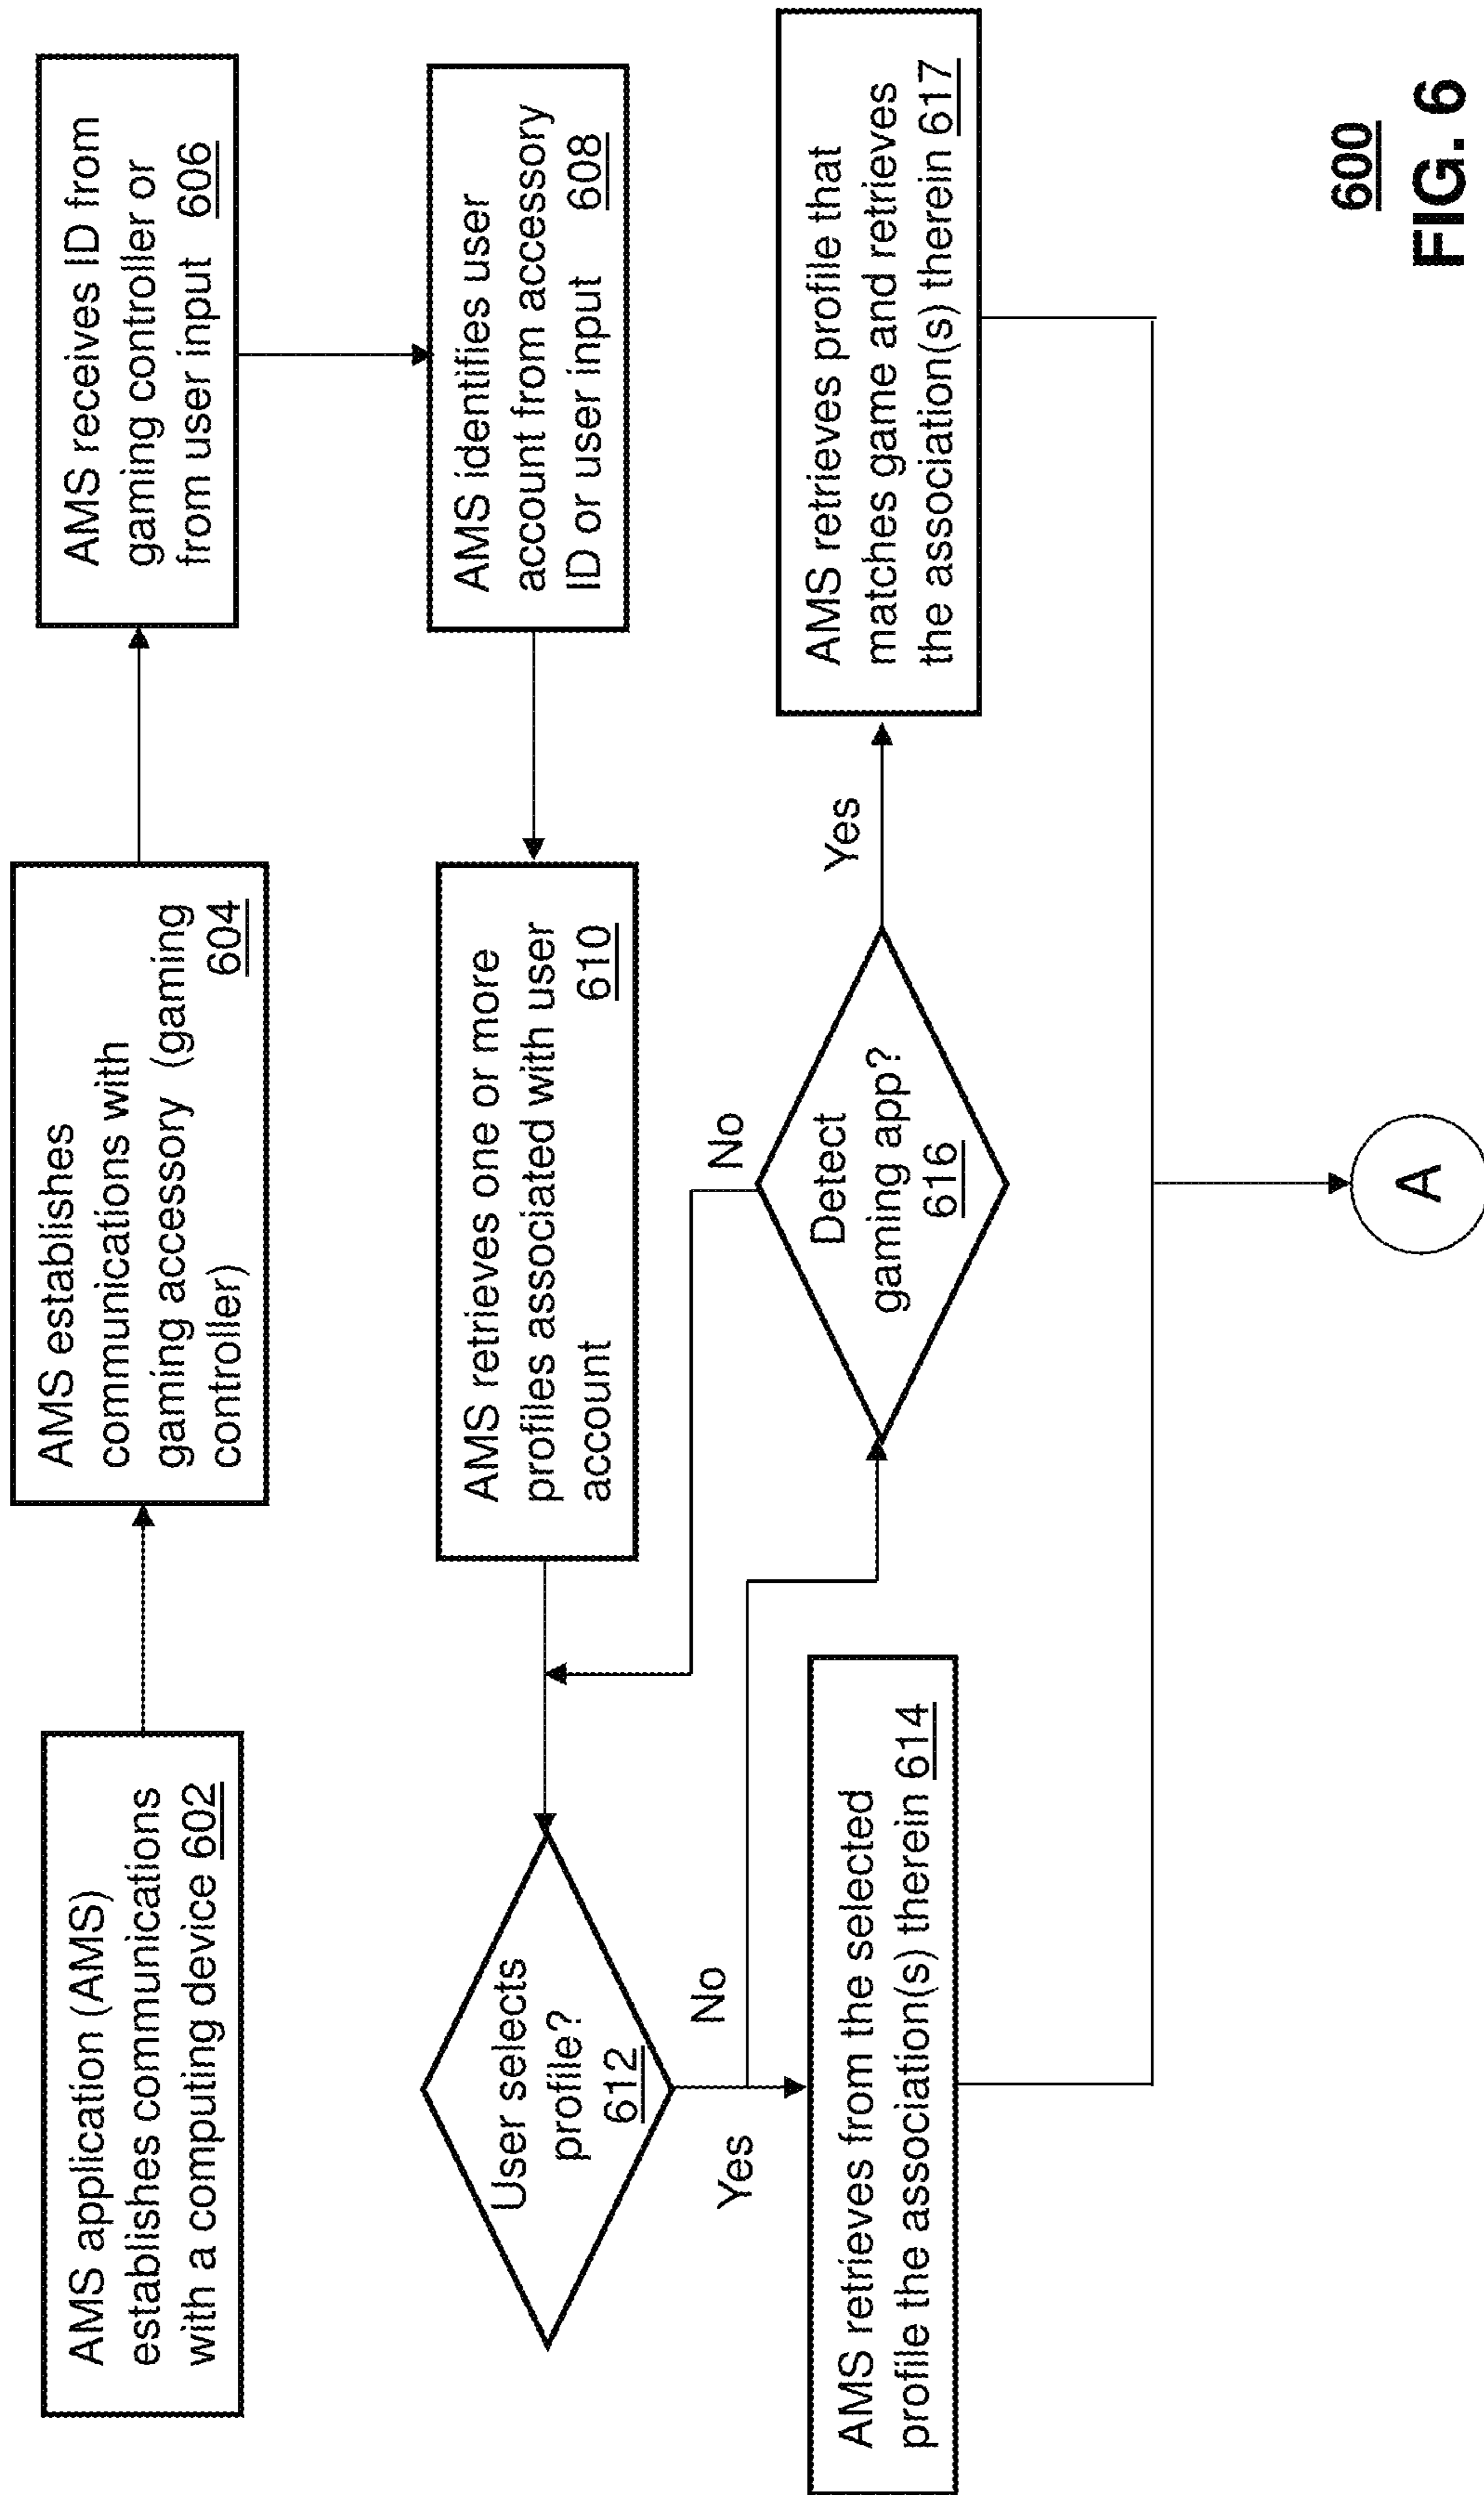 AMS application (AMS)
establishes communications
with a computing device 602
AMS establishes
communications with
gaming accessory (gaming
controller) 604
AMS receives ID from
gaming controller or
from user input 606
AMS identifies user
account from accessory
ID or user input 608
AMS retrieves one or more
profiles associated with user
account 610
User selects
profile?
612
No
Yes
AMS retrieves from the selected
profile the association(s) therein 614
Detect
gaming app?
616
No
Yes
AMS retrieves profile that
matches game and retrieves
the association(s) therein 617
A
600
FIG. 6